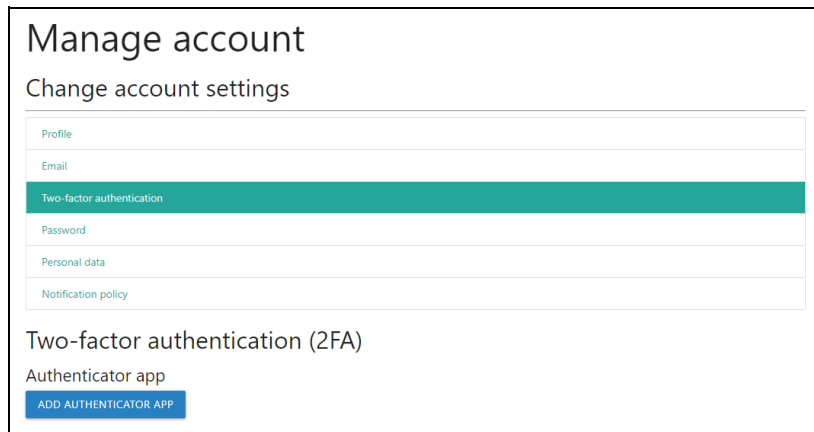 Manage account
Change account settings
Profile
Email
Two-factor authentication
Password
Personal data
Notification policy
Two-factor authentication (2FA)
Authenticator app
ADD AUTHENTICATOR APP